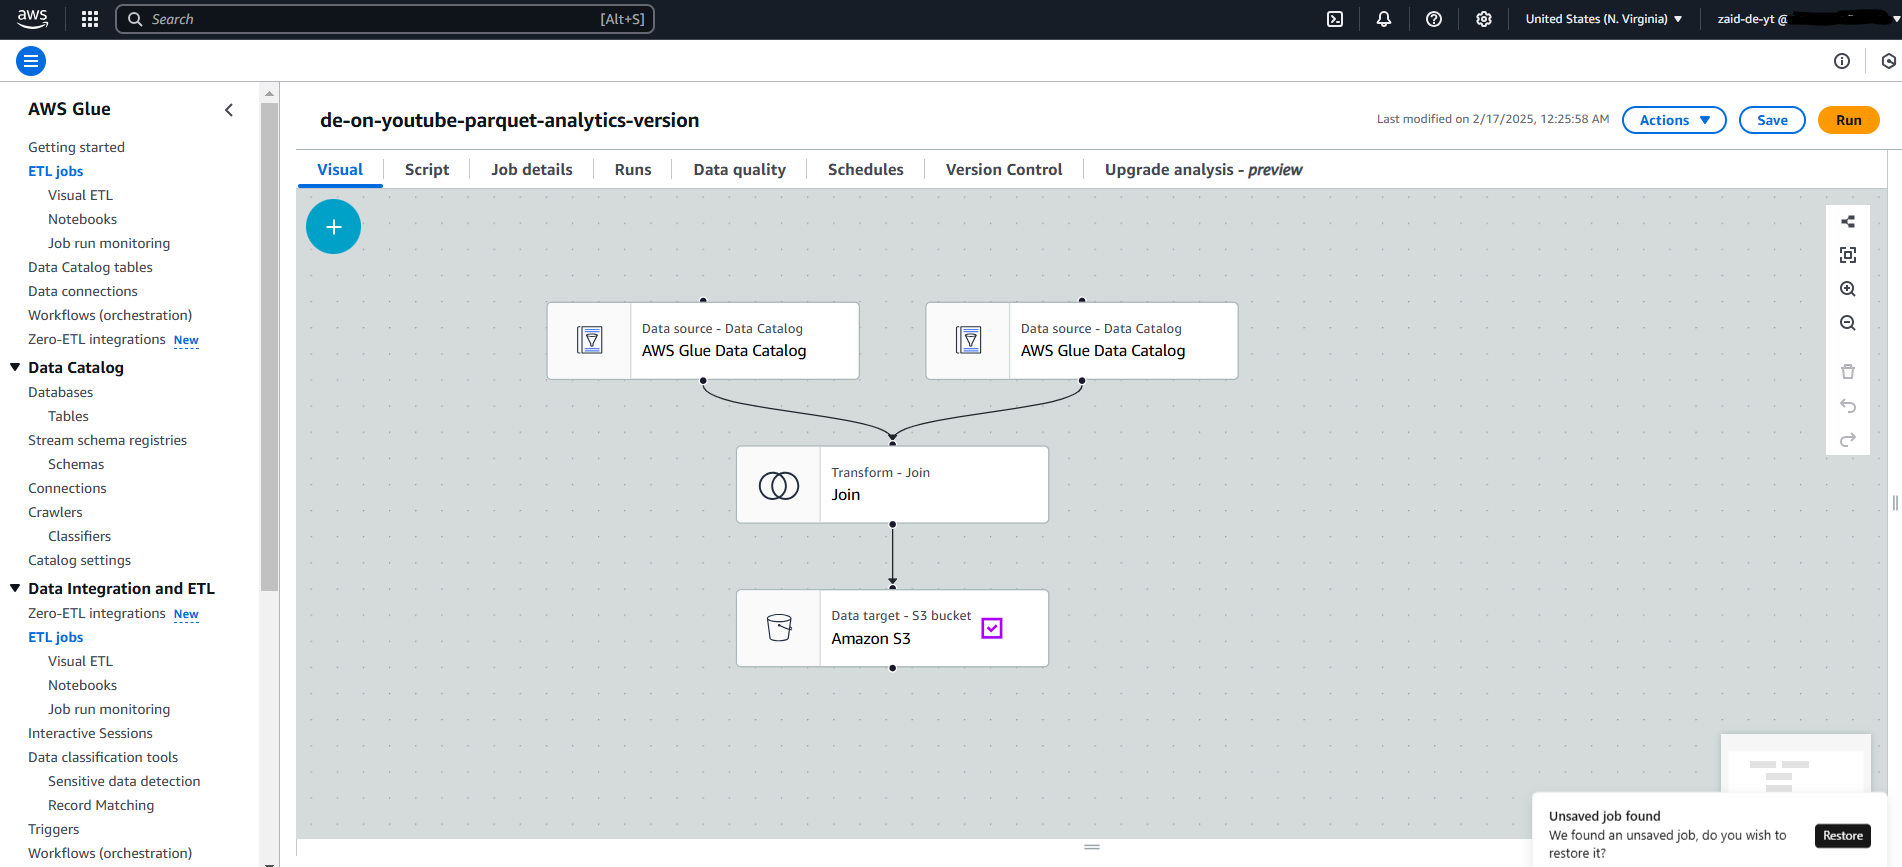 aws
Search
[Alt+S]
United States (N. Virginia)
zaid-de-yt @
AWS Glue
Getting started
ETL jobs
Visual ETL
Notebooks
Job run monitoring
Data Catalog tables
Data connections
Workflows (orchestration)
Zero-ETL integrations New
Data Catalog
Databases
Tables
Stream schema registries
Schemas
Connections
Crawlers
Classifiers
Catalog settings
Data Integration and ETL
Zero-ETL integrations New
ETL jobs
Visual ETL
Notebooks
Job run monitoring
Interactive Sessions
Data classification tools
Sensitive data detection
Record Matching
Triggers
Workflows (orchestration)
de-on-youtube-parquet-analytics-version
Last modified on 2/17/2025, 12:25:58 AM
Actions
Save
Run
Visual
Script
Job details
Runs
Data quality
Schedules
Version Control
Upgrade analysis - preview
Data source - Data Catalog
AWS Glue Data Catalog
Data source - Data Catalog
AWS Glue Data Catalog
Transform - Join
Join
Data target - S3 bucket
Amazon S3
Unsaved job found
We found an unsaved job, do you wish to
restore it?
Restore